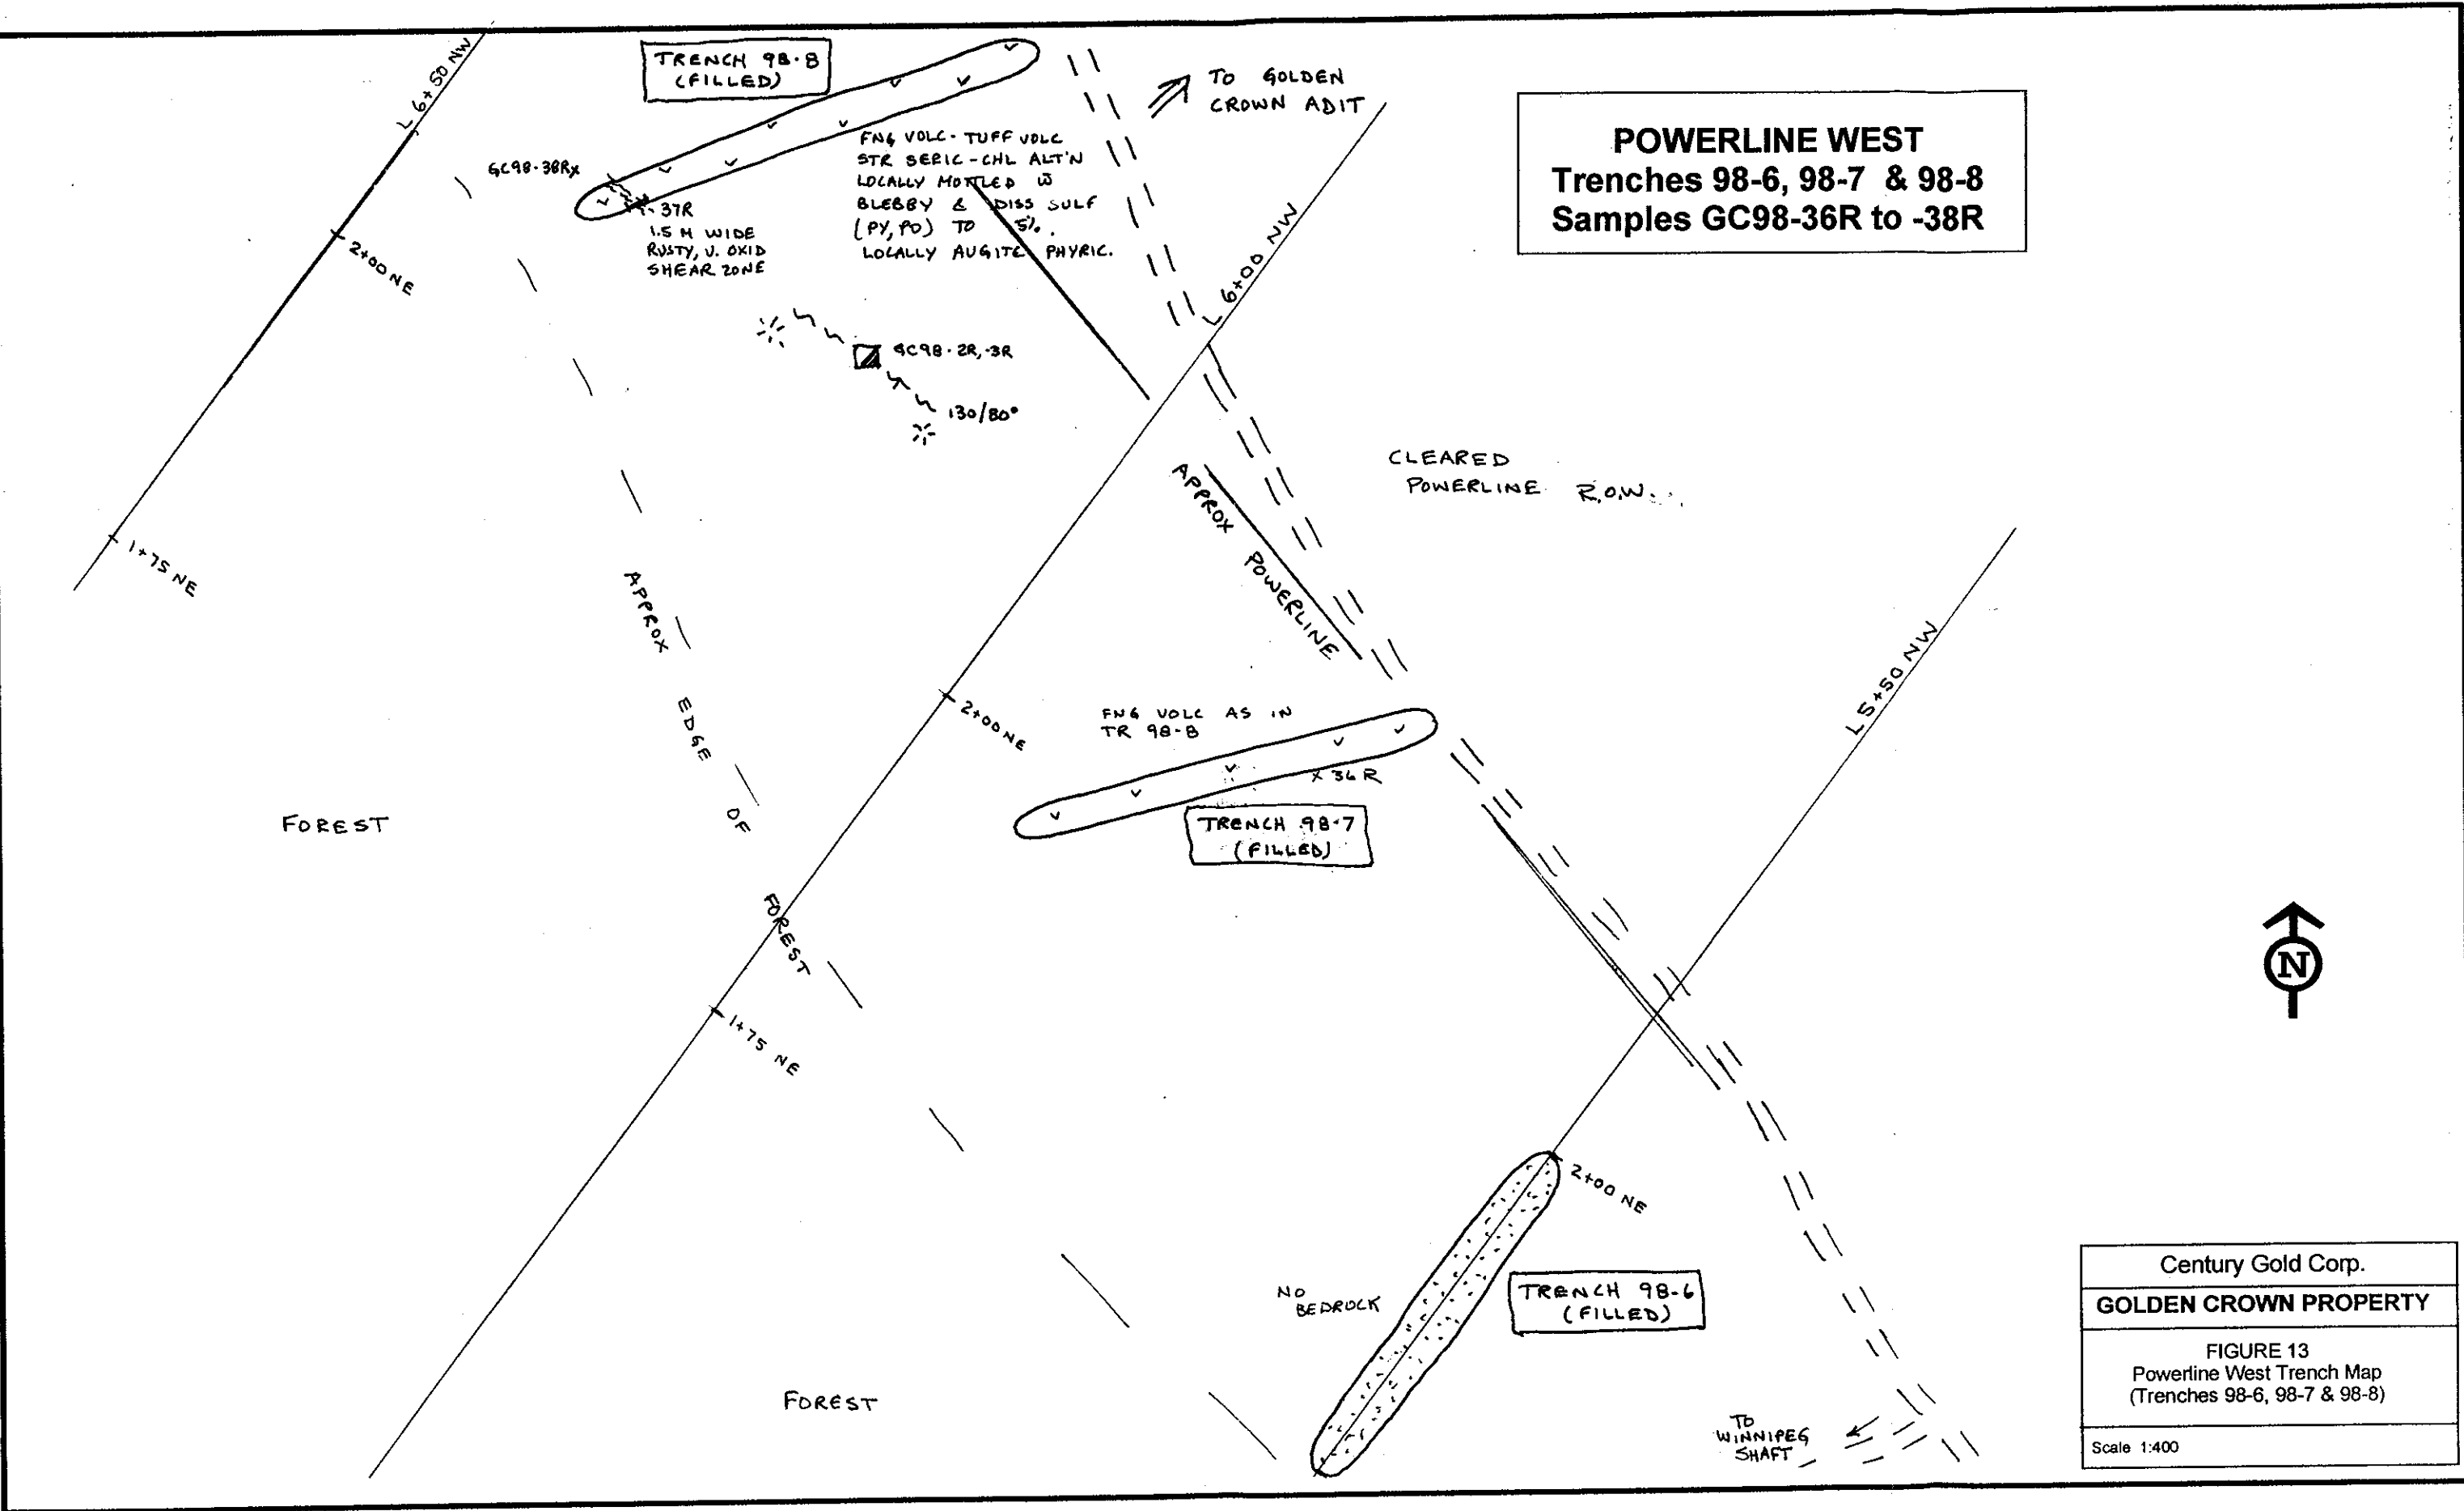 L 6+50 NW
TRENCH 98-8
(FILLED)
TO GOLDEN
CROWN ADIT
POWERLINE WEST
Trenches 98-6, 98-7 & 98-8
Samples GC98-36R to -38R
GC98-38Rx
x-37R
1.5 M WIDE
RUSTY, V. OXID
SHEAR ZONE
FNG VOLC - TUFF VOLC
STR SERIC - CHL ALT'N
LOCALLY MOTTLED W
BLEBBY & DISS SULF
(PY, PO) TO 5%.
LOCALLY AUGITE PHYRIC.
2+00 NE
L 6+00 NW
GC98-2R,-3R
130/80°
CLEARED
POWERLINE R.O.W.
APPROX POWERLINE
1+75 NE
APPROX EDGE OF FOREST
L 5+50 NW
2+00 NE
FNG VOLC AS IN
TR 98-8
x 36R
TRENCH 98-7
(FILLED)
FOREST
N
1+75 NE
2+00 NE
NO
BEDROCK
TRENCH 98-6
(FILLED)
FOREST
TO
WINNIPEG
SHAFT
Century Gold Corp.
GOLDEN CROWN PROPERTY
FIGURE 13
Powerline West Trench Map
(Trenches 98-6, 98-7 & 98-8)
Scale 1:400